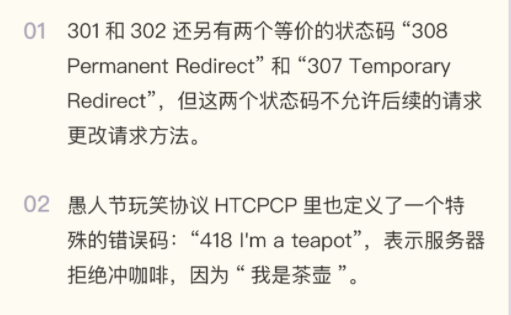 01 301 和 302 还另有两个等价的状态码 “308
Permanent Redirect” 和 “307 Temporary
Redirect”，但这两个状态码不允许后续的请求
更改请求方法。
02 愚人节玩笑协议 HTCPCP 里也定义了一个特
殊的错误码：“418 I'm a teapot”，表示服务器
拒绝冲咖啡，因为 “ 我是茶壶 ”。